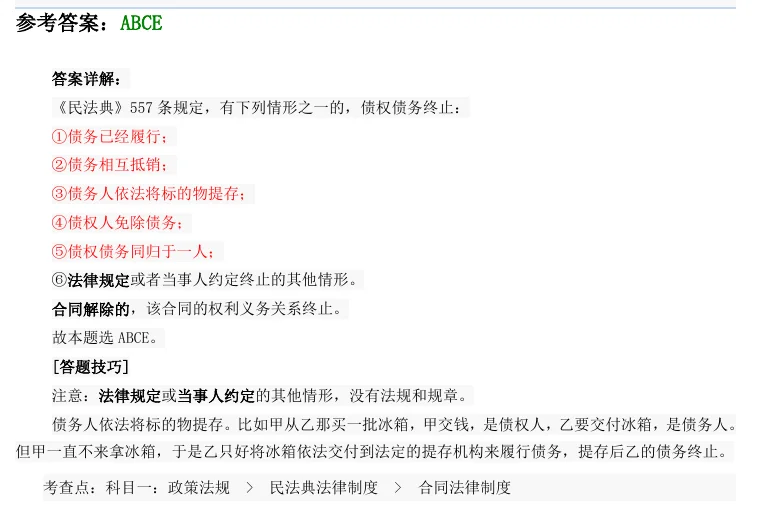 参考答案：ABCE
答案详解：
《民法典》557条规定，有下列情形之一的，债权债务终止：
①债务已经履行；
②债务相互抵销；
③债务人依法将标的物提存；
④债权人免除债务；
⑤债权债务同归于一人；
⑥法律规定或者当事人约定终止的其他情形。
合同解除的，该合同的权利义务关系终止。
故本题选ABCE。
[答题技巧]
注意：法律规定或当事人约定的其他情形，没有法规和规章。
债务人依法将标的物提存。比如甲从乙那买一批冰箱，甲交钱，是债权人，乙要交付冰箱，是债务人。
但甲一直不来拿冰箱，于是乙只好将冰箱依法交付到法定的提存机构来履行债务，提存后乙的债务终止。
考查点：科目一：政策法规 > 民法典法律制度 > 合同法律制度